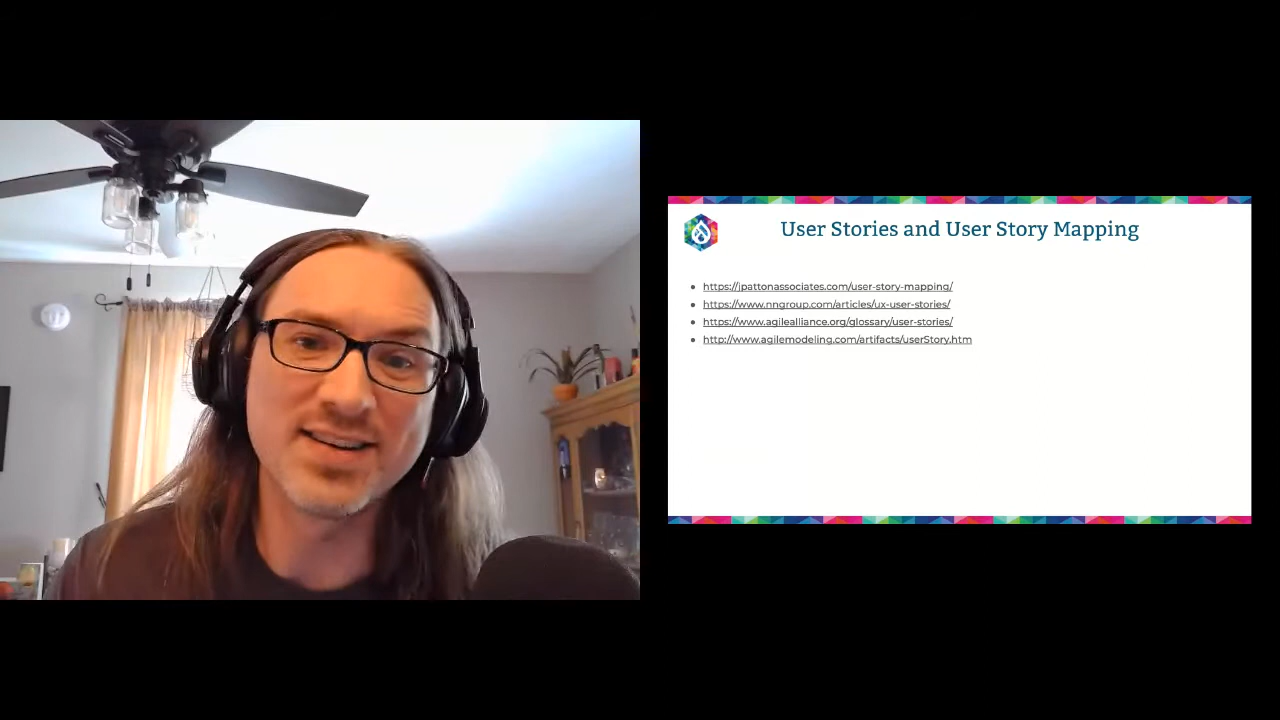 User Stories and User Story Mapping
https://jpattonassociates.com/user-story-mapping/
https://www.nngroup.com/articles/ux-user-stories/
https://www.agilealliance.org/glossary/user-stories/
http://www.agilemodeling.com/artifacts/userStory.htm